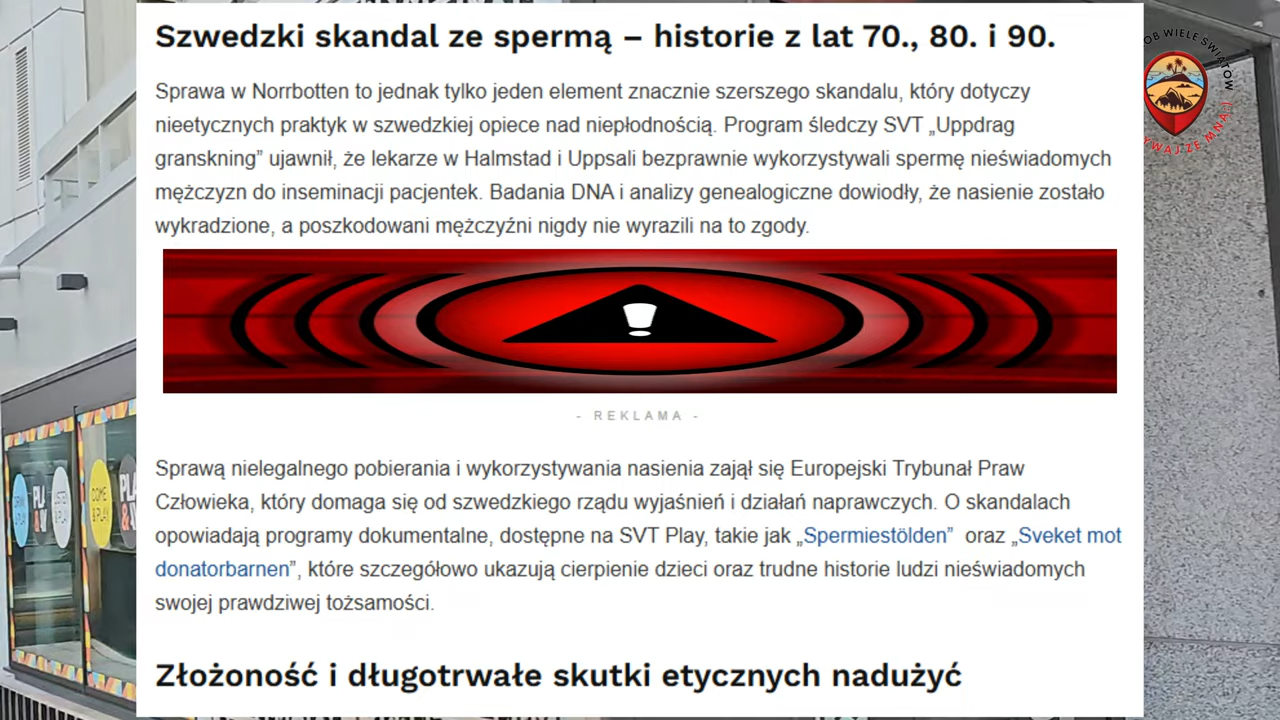 Szwedzki skandal ze spermą – historie z lat 70., 80. i 90.
Sprawa w Norrbotten to jednak tylko jeden element znacznie szerszego skandalu, który dotyczy
nieetycznych praktyk w szwedzkiej opiece nad niepłodnością. Program śledczy SVT „Uppdrag
granskning” ujawnił, że lekarze w Halmstad i Uppsali bezprawnie wykorzystywali spermę nieświadomych
mężczyzn do inseminacji pacjentek. Badania DNA i analizy genealogiczne dowiodły, że nasienie zostało
wykradzione, a poszkodowani mężczyźni nigdy nie wyrazili na to zgody.
- REKLAMA -
Sprawą nielegalnego pobierania i wykorzystywania nasienia zajął się Europejski Trybunał Praw
Człowieka, który domaga się od szwedzkiego rządu wyjaśnień i działań naprawczych. O skandalach
opowiadają programy dokumentalne, dostępne na SVT Play, takie jak „Spermiestölden” oraz „Sveket mot
donatorbarnen”, które szczegółowo ukazują cierpienie dzieci oraz trudne historie ludzi nieświadomych
swojej prawdziwej tożsamości.
Złożoność i długotrwałe skutki etycznych nadużyć
WIELE ŚWIATÓW
ZE MNĄ
COME
& PLAY